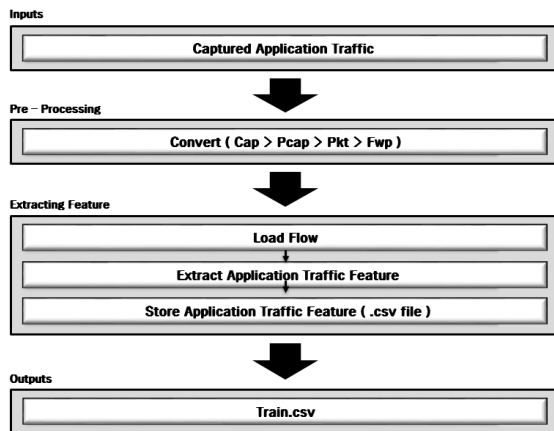 Inputs
Captured Application Traffic
Pre - Processing
Convert ( Cap > Pcap > Pkt > Fwp )
Extracting Feature
Load Flow
Extract Application Traffic Feature
Store Application Traffic Feature ( .csv file )
Outputs
Train.csv